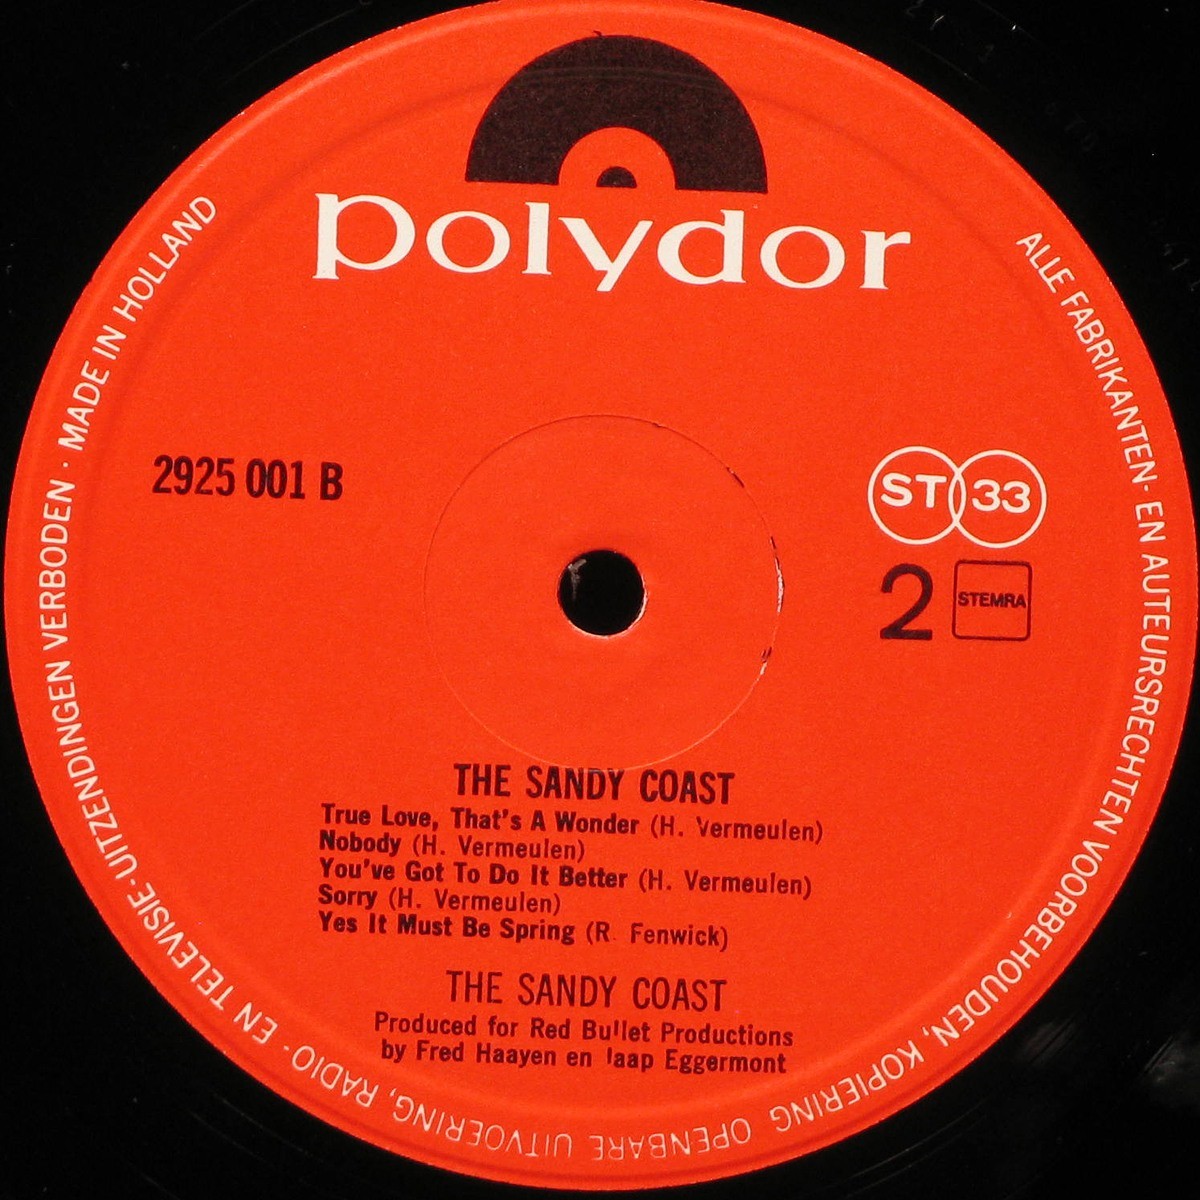 polydor
2925 001 B
ST 33
2
STEMRA
THE SANDY COAST
True Love, That's A Wonder (H. Vermeulen)
Nobody (H. Vermeulen)
You've Got To Do It Better (H. Vermeulen)
Sorry (H. Vermeulen)
Yes It Must Be Spring (R. Fenwick)
THE SANDY COAST
Produced for Red Bullet Productions
by Fred Haayen en Jaap Eggermont
ALLE FABRIKANTEN- EN AUTEURSRECHTEN VOORBEHOUDEN, KOPIERING OPENBARE UITVOERING, RADIO- EN TELEVISIE-UITZENDINGEN VERBODEN · MADE IN HOLLAND